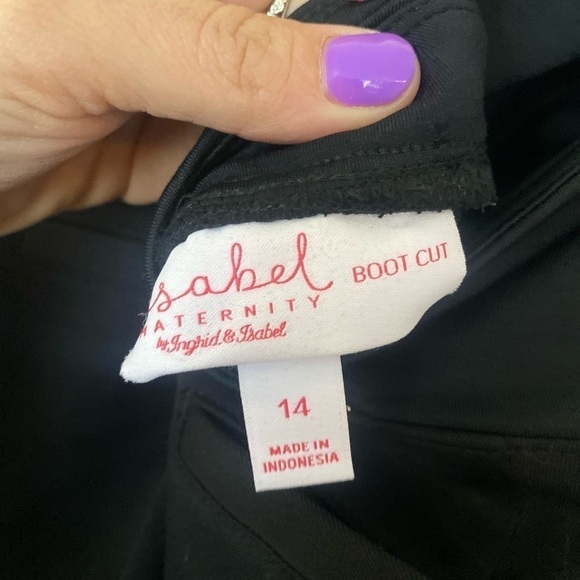 sabel
BOOT CUT
MATERNITY
by Ingrid & Isabel
14
MADE IN
INDONESIA